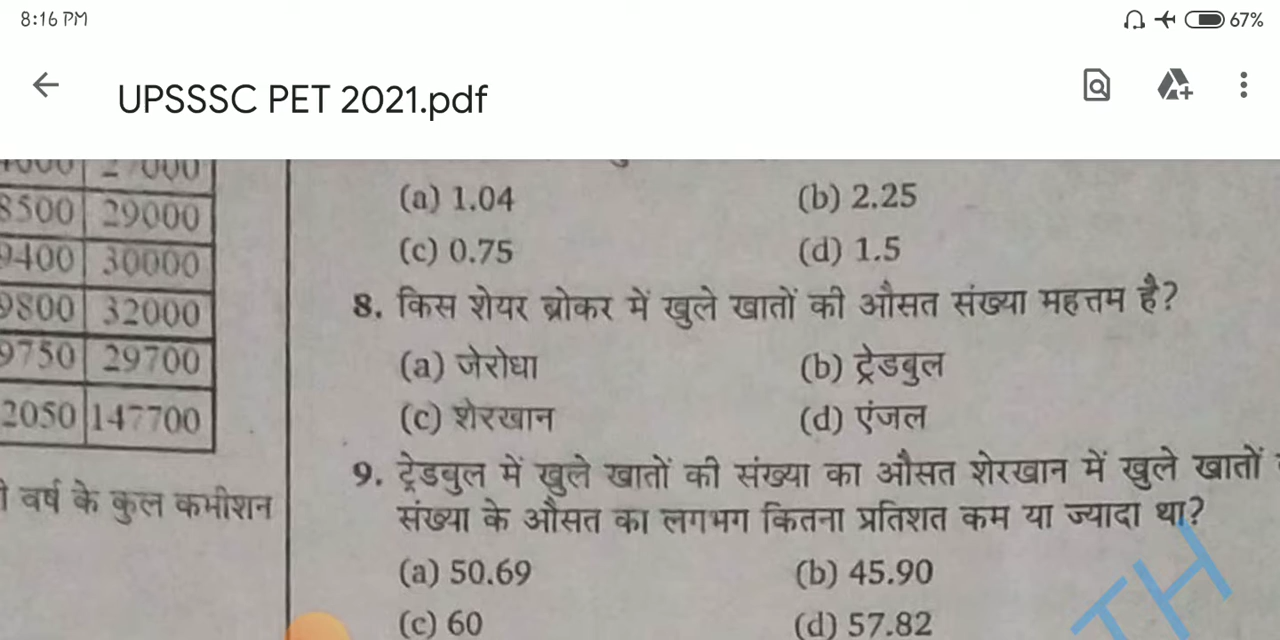 8:16 PM
67%
UPSSSC PET 2021.pdf
27000
8500 29000
9400 30000
9800 32000
9750 29700
2050 147700
वर्ष के कुल कमीशन
(a) 1.04 (b) 2.25
(c) 0.75 (d) 1.5
8. किस शेयर ब्रोकर में खुले खातों की औसत संख्या महत्तम है?
(a) जेरोधा (b) ट्रेडबुल
(c) शेरखान (d) एंजल
9. ट्रेडबुल में खुले खातों की संख्या का औसत शेरखान में खुले खातों
संख्या के औसत का लगभग कितना प्रतिशत कम या ज्यादा था?
(a) 50.69 (b) 45.90
(c) 60 (d) 57.82
TH